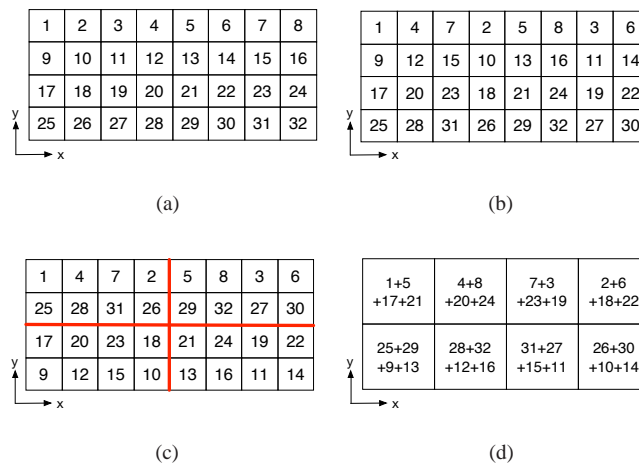 1 2 3 4 5 6 7 8
9 10 11 12 13 14 15 16
17 18 19 20 21 22 23 24
25 26 27 28 29 30 31 32
y
x
(a)
1 4 7 2 5 8 3 6
9 12 15 10 13 16 11 14
17 20 23 18 21 24 19 22
25 28 31 26 29 32 27 30
y
x
(b)
1 4 7 2 5 8 3 6
25 28 31 26 29 32 27 30
17 20 23 18 21 24 19 22
9 12 15 10 13 16 11 14
y
x
(c)
1+5 4+8 7+3 2+6
+17+21 +20+24 +23+19 +18+22
25+29 28+32 31+27 26+30
+9+13 +12+16 +15+11 +10+14
y
x
(d)